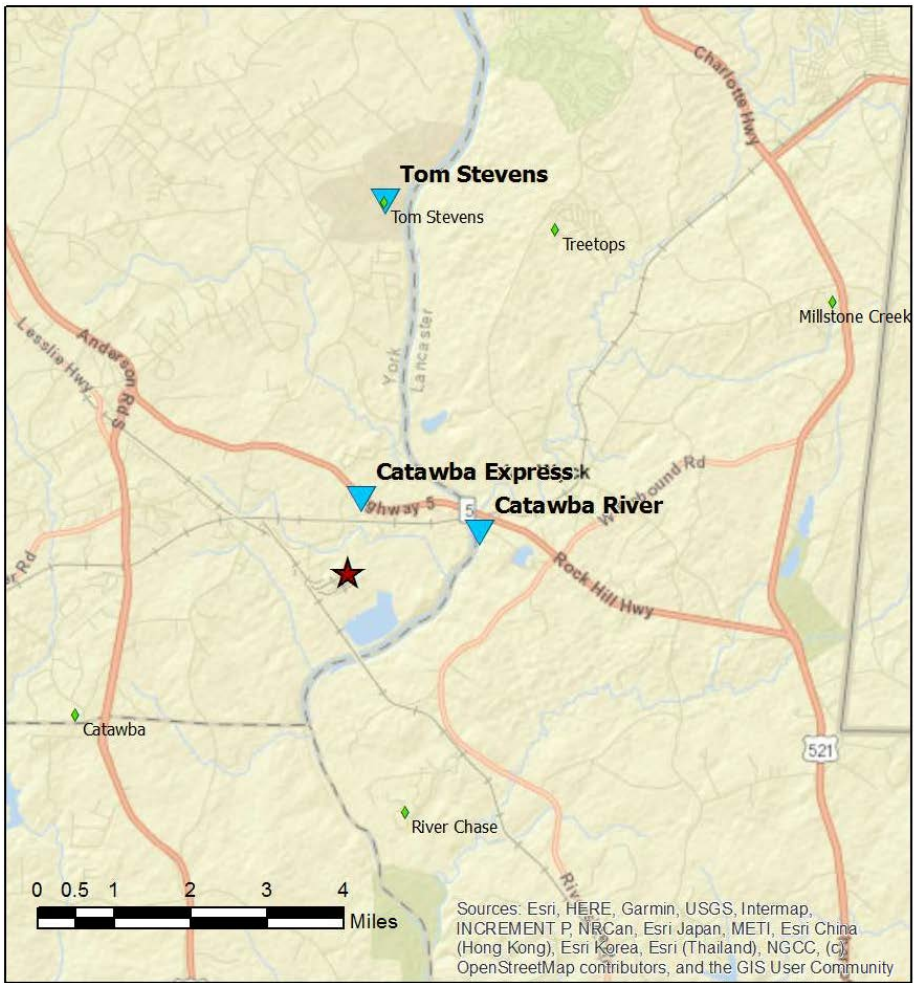 Charlotte Hwy
Tom Stevens
Tom Stevens
Treetops
Millstone Creek
Lesslie Hwy
Anderson Rd S
York
Lancaster
Catawba Express
Rd
5
Catawba River
Rock Hill Hwy
Rd
Catawba
521
River Chase
0 0.5 1 2 3 4
Miles
Sources: Esri, HERE, Garmin, USGS, Intermap,
INCREMENT P, NRCan, Esri Japan, METI, Esri China
(Hong Kong), Esri Korea, Esri (Thailand), NGCC, (c)
OpenStreetMap contributors, and the GIS User Community